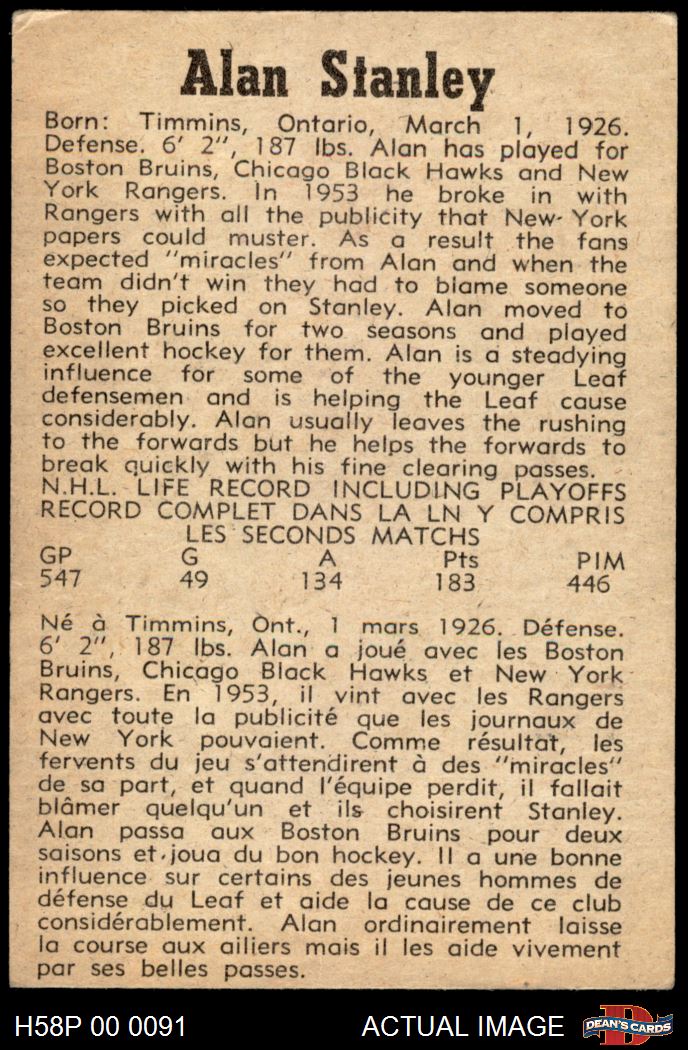 Alan Stanley
Born: Timmins, Ontario, March 1, 1926.
Defense. 6' 2", 187 lbs. Alan has played for
Boston Bruins, Chicago Black Hawks and New
York Rangers. In 1953 he broke in with
Rangers with all the publicity that New-York
papers could muster. As a result the fans
expected "miracles" from Alan and when the
team didn't win they had to blame someone
so they picked on Stanley. Alan moved to
Boston Bruins for two seasons and played
excellent hockey for them. Alan is a steadying
influence for some of the younger Leaf
defensemen and is helping the Leaf cause
considerably. Alan usually leaves the rushing
to the forwards but he helps the forwards to
break quickly with his fine clearing passes.
N.H.L. LIFE RECORD INCLUDING PLAYOFFS
RECORD COMPLET DANS LA LN Y COMPRIS
LES SECONDS MATCHS
GP G A Pts PIM
547 49 134 183 446
Né à Timmins, Ont., 1 mars 1926. Défense.
6' 2", 187 lbs. Alan a joué avec les Boston
Bruins, Chicago Black Hawks et New York
Rangers. En 1953, il vint avec les Rangers
avec toute la publicité que les journaux de
New York pouvaient. Comme résultat, les
fervents du jeu s'attendirent à des "miracles"
de sa part, et quand l'équipe perdit, il fallait
blâmer quelqu'un et ils choisirent Stanley.
Alan passa aux Boston Bruins pour deux
saisons et joua du bon hockey. Il a une bonne
influence sur certains des jeunes hommes de
défense du Leaf et aide la cause de ce club
considérablement. Alan ordinairement laisse
la course aux ailiers mais il les aide vivement
par ses belles passes.
H58P 00 0091 ACTUAL IMAGE
D
DEAN'S CARDS